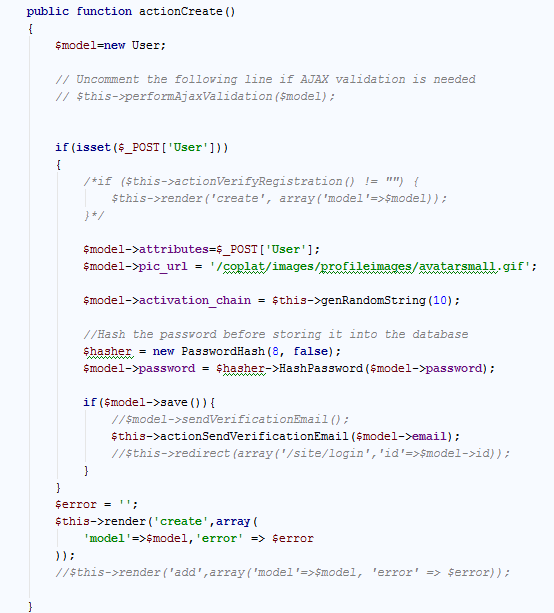 public function actionCreate()
{
$model=new User;
// Uncomment the following line if AJAX validation is needed
// $this->performAjaxValidation($model);
if(isset($_POST['User']))
{
/*if ($this->actionVerifyRegistration() != "") {
$this->render('create', array('model'=>$model));
}*/
$model->attributes=$_POST['User'];
$model->pic_url = '/coplat/images/profileimages/avatarsmall.gif';
$model->activation_chain = $this->genRandomString(10);
//Hash the password before storing it into the database
$hasher = new PasswordHash(8, false);
$model->password = $hasher->HashPassword($model->password);
if($model->save()){
//$model->sendVerificationEmail();
$this->actionSendVerificationEmail($model->email);
//$this->redirect(array('/site/login','id'=>$model->id));
}
}
$error = '';
$this->render('create',array(
'model'=>$model,'error' => $error
));
//$this->render('add',array('model'=>$model, 'error' => $error));
}